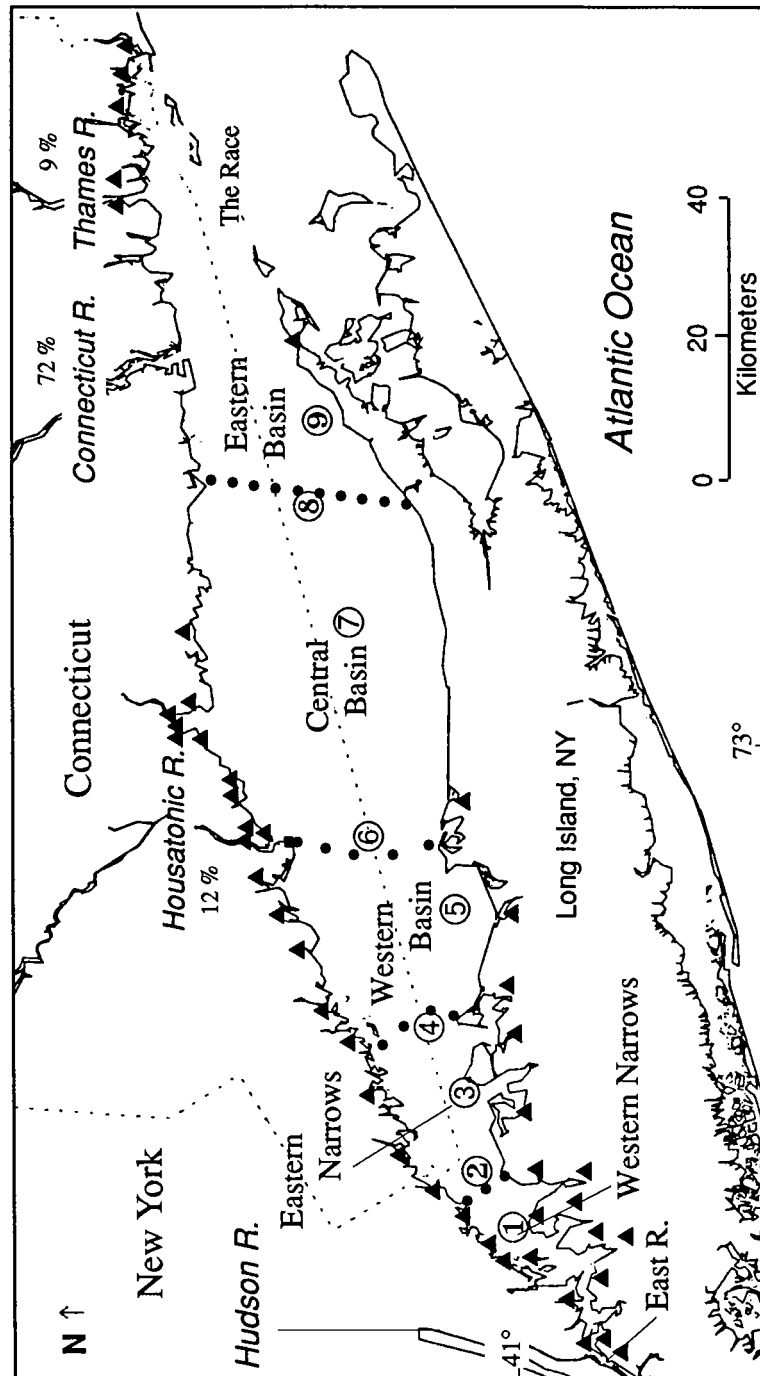 N ↑
New York
Connecticut
Hudson R.
Housatonic R.
12 %
72 %
Connecticut R.
9 %
Thames R.
Eastern
Narrows
Western
Basin
Central
Basin
Eastern
Basin
The Race
1
2
3
4
5
6
7
8
9
Western Narrows
East R.
41°
Long Island, NY
73°
Atlantic Ocean
0 20 40
Kilometers